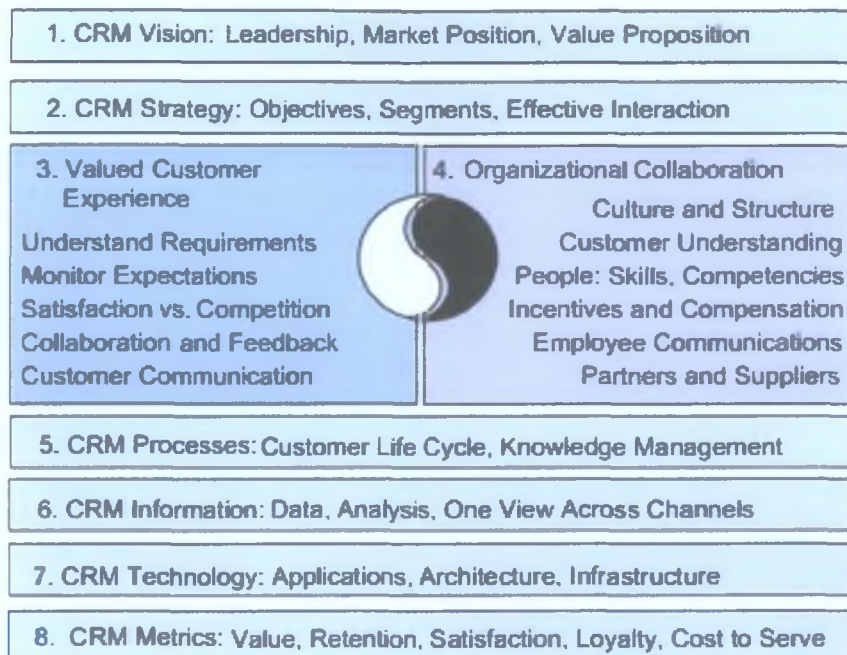 1. CRM Vision: Leadership, Market Position, Value Proposition
2. CRM Strategy: Objectives, Segments, Effective Interaction
3. Valued Customer
Experience
Understand Requirements
Monitor Expectations
Satisfaction vs. Competition
Collaboration and Feedback
Customer Communication
4. Organizational Collaboration
Culture and Structure
Customer Understanding
People: Skills, Competencies
Incentives and Compensation
Employee Communications
Partners and Suppliers
5. CRM Processes: Customer Life Cycle, Knowledge Management
6. CRM Information: Data, Analysis, One View Across Channels
7. CRM Technology: Applications, Architecture, Infrastructure
8. CRM Metrics: Value, Retention, Satisfaction, Loyalty, Cost to Serve